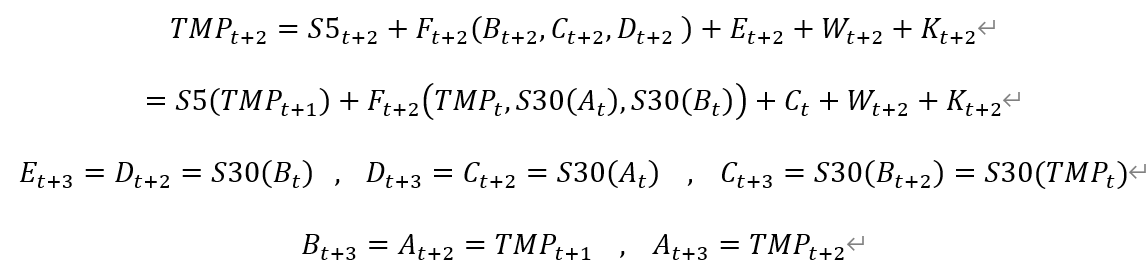 TMP_{t+2} = S5_{t+2} + F_{t+2}(B_{t+2}, C_{t+2}, D_{t+2} ) + E_{t+2} + W_{t+2} + K_{t+2}↵
= S5(TMP_{t+1}) + F_{t+2}(TMP_t, S30(A_t), S30(B_t)) + C_t + W_{t+2} + K_{t+2}↵
E_{t+3} = D_{t+2} = S30(B_t) , D_{t+3} = C_{t+2} = S30(A_t) , C_{t+3} = S30(B_{t+2}) = S30(TMP_t)↵
B_{t+3} = A_{t+2} = TMP_{t+1} , A_{t+3} = TMP_{t+2}↵